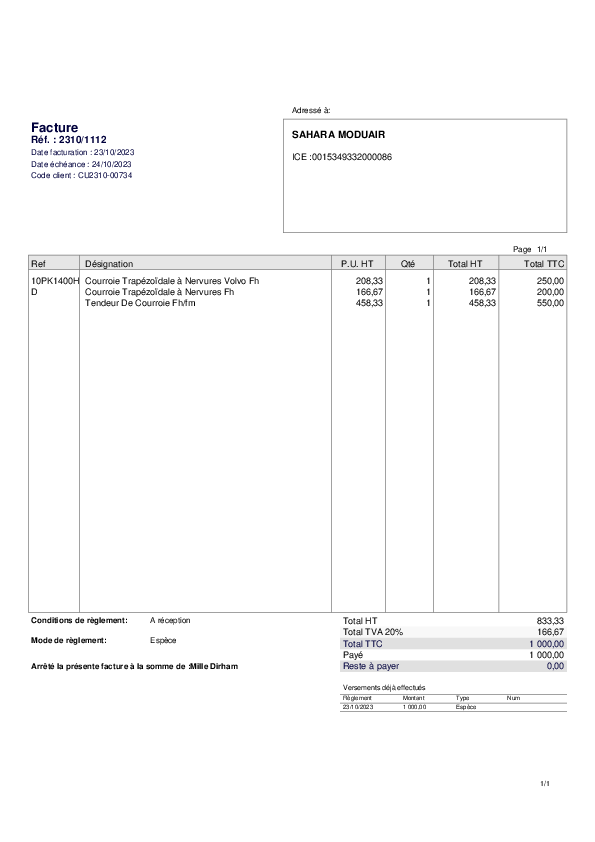 Adressé à:
Facture
Réf. : 2310/1112
Date facturation : 23/10/2023
Date échéance : 24/10/2023
Code client : CU2310-00734
SAHARA MODUAIR
ICE :0015349332000086
Page 1/1
Ref Désignation P.U. HT Qté Total HT Total TTC
10PK1400H Courroie Trapézoïdale à Nervures Volvo Fh 208,33 1 208,33 250,00
D Courroie Trapézoïdale à Nervures Fh 166,67 1 166,67 200,00
Tendeur De Courroie Fh/fm 458,33 1 458,33 550,00
Conditions de règlement: A réception
Mode de règlement: Espèce
Arrêté la présente facture à la somme de :Mille Dirham
Total HT 833,33
Total TVA 20% 166,67
Total TTC 1 000,00
Payé 1 000,00
Reste à payer 0,00
Versements déjà effectués
Règlement Montant Type Num
23/10/2023 1 000,00 Espèce
1/1